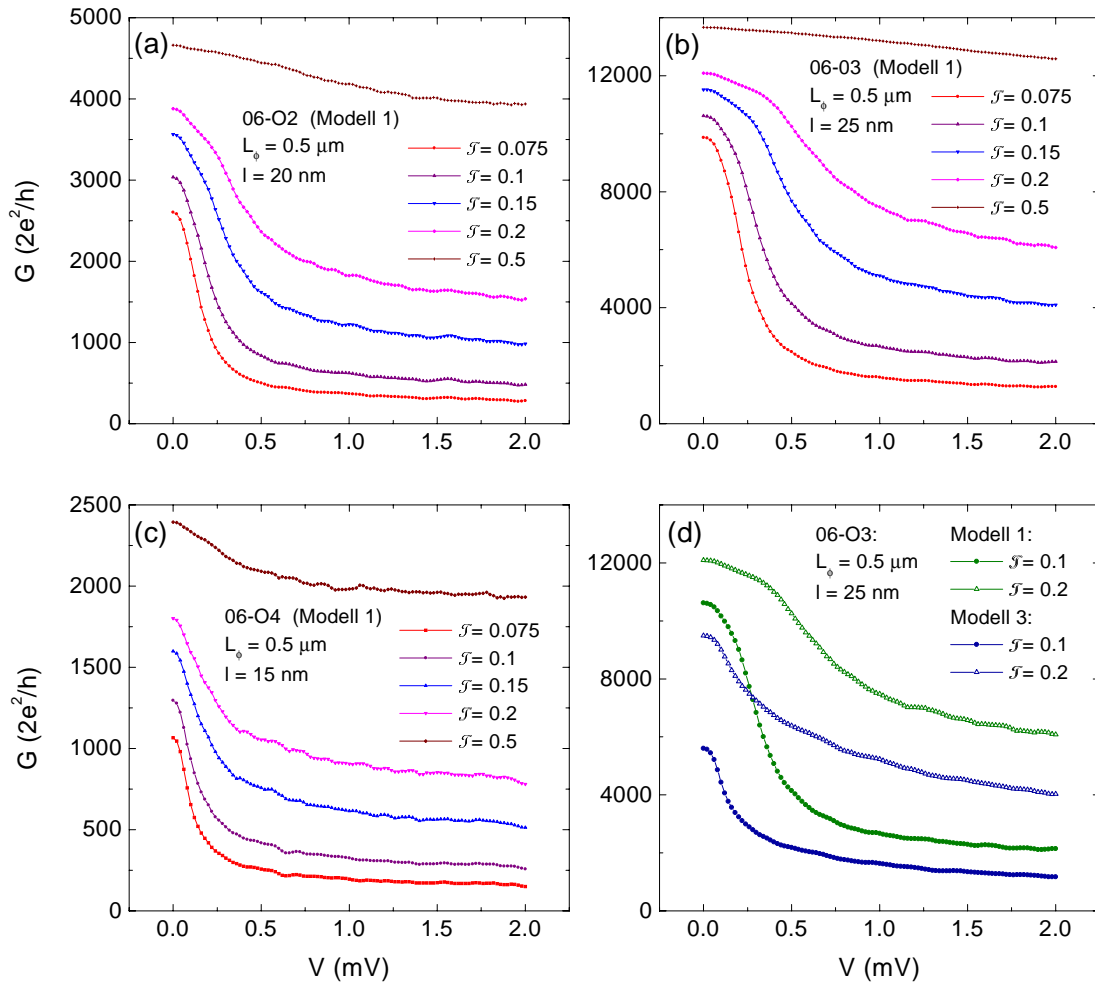 (a)
06-O2 (Modell 1)
L_ϕ = 0.5 μm
l = 20 nm
𝒯= 0.075
𝒯= 0.1
𝒯= 0.15
𝒯= 0.2
𝒯= 0.5
5000
4000
3000
2000
1000
0
G (2e²/h)
0.0 0.5 1.0 1.5 2.0
(b)
06-03 (Modell 1)
L_ϕ = 0.5 μm
l = 25 nm
𝒯= 0.075
𝒯= 0.1
𝒯= 0.15
𝒯= 0.2
𝒯= 0.5
12000
8000
4000
0
0.0 0.5 1.0 1.5 2.0
(c)
06-O4 (Modell 1)
L_ϕ = 0.5 μm
l = 15 nm
𝒯= 0.075
𝒯= 0.1
𝒯= 0.15
𝒯= 0.2
𝒯= 0.5
2500
2000
1500
1000
500
0
G (2e²/h)
0.0 0.5 1.0 1.5 2.0
V (mV)
(d)
06-O3:
L_ϕ = 0.5 μm
l = 25 nm
Modell 1:
𝒯= 0.1
𝒯= 0.2
Modell 3:
𝒯= 0.1
𝒯= 0.2
12000
8000
4000
0
0.0 0.5 1.0 1.5 2.0
V (mV)